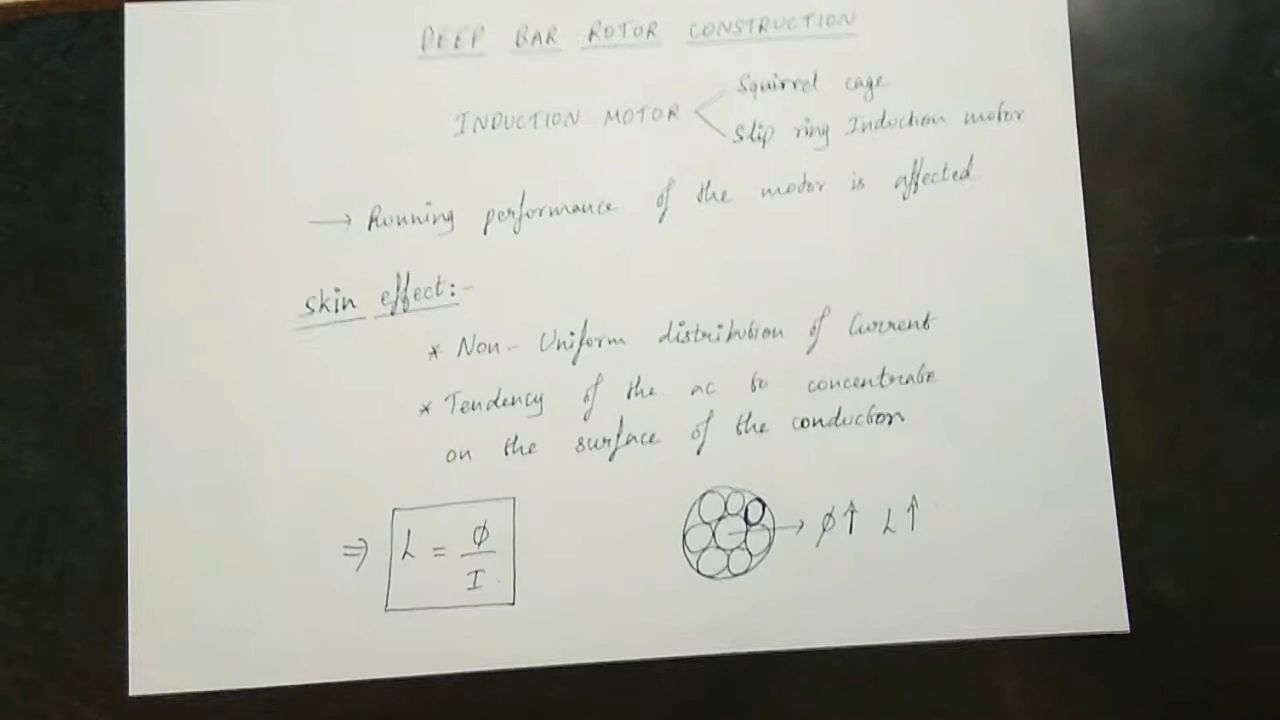 DEEP BAR ROTOR CONSTRUCTION
INDUCTION MOTOR < Squirrel cage
Slip ring Induction motor
→ Running performance of the motor is affected
Skin effect:-
* Non-Uniform distribution of Current
* Tendency of the ac to concentrate
on the surface of the conductor
⇒ L = ϕ/I
→ ϕ↑ L↑